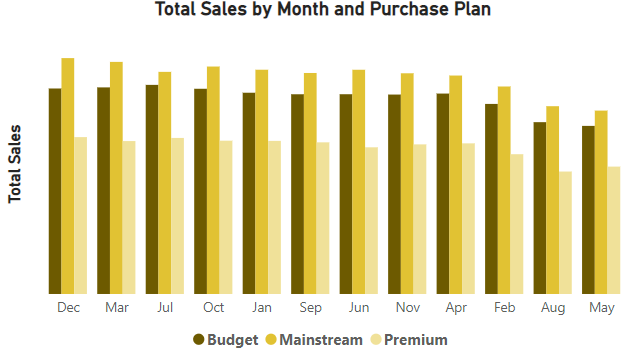 Total Sales by Month and Purchase Plan
Total Sales
Dec Mar Jul Oct Jan Sep Jun Nov Apr Feb Aug May
Budget Mainstream Premium